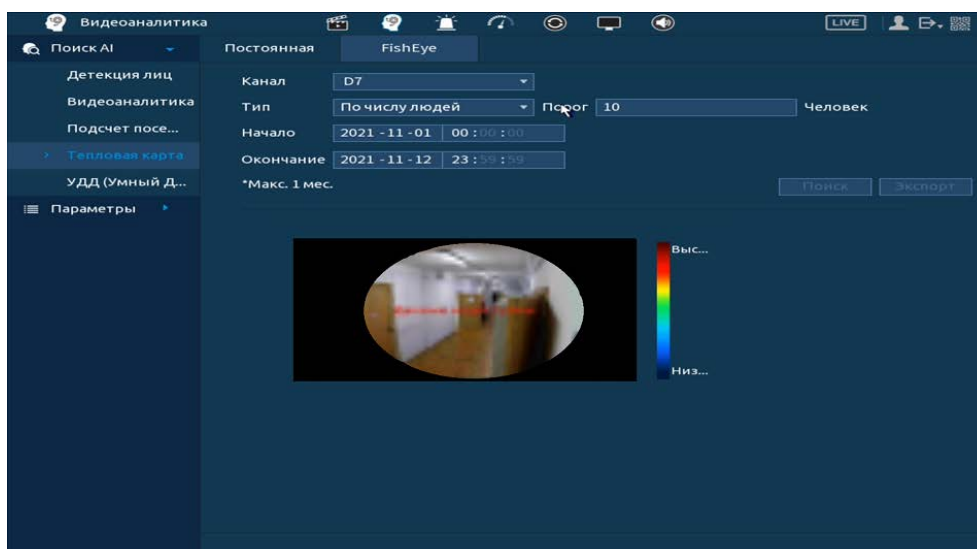 Видеоаналитика LIVE
Поиск AI Постоянная FishEye
Детекция лиц
Видеоаналитика
Подсчет посе...
Тепловая карта
УДД (Умный Д...
Параметры
Канал D7
Тип По числу людей Порог 10 Человек
Начало 2021 - 11 - 01 00 : 00 : 00
Окончание 2021 - 11 - 12 23 : 59 : 59
*Макс. 1 мес. Поиск Экспорт
Выс...
Низ...